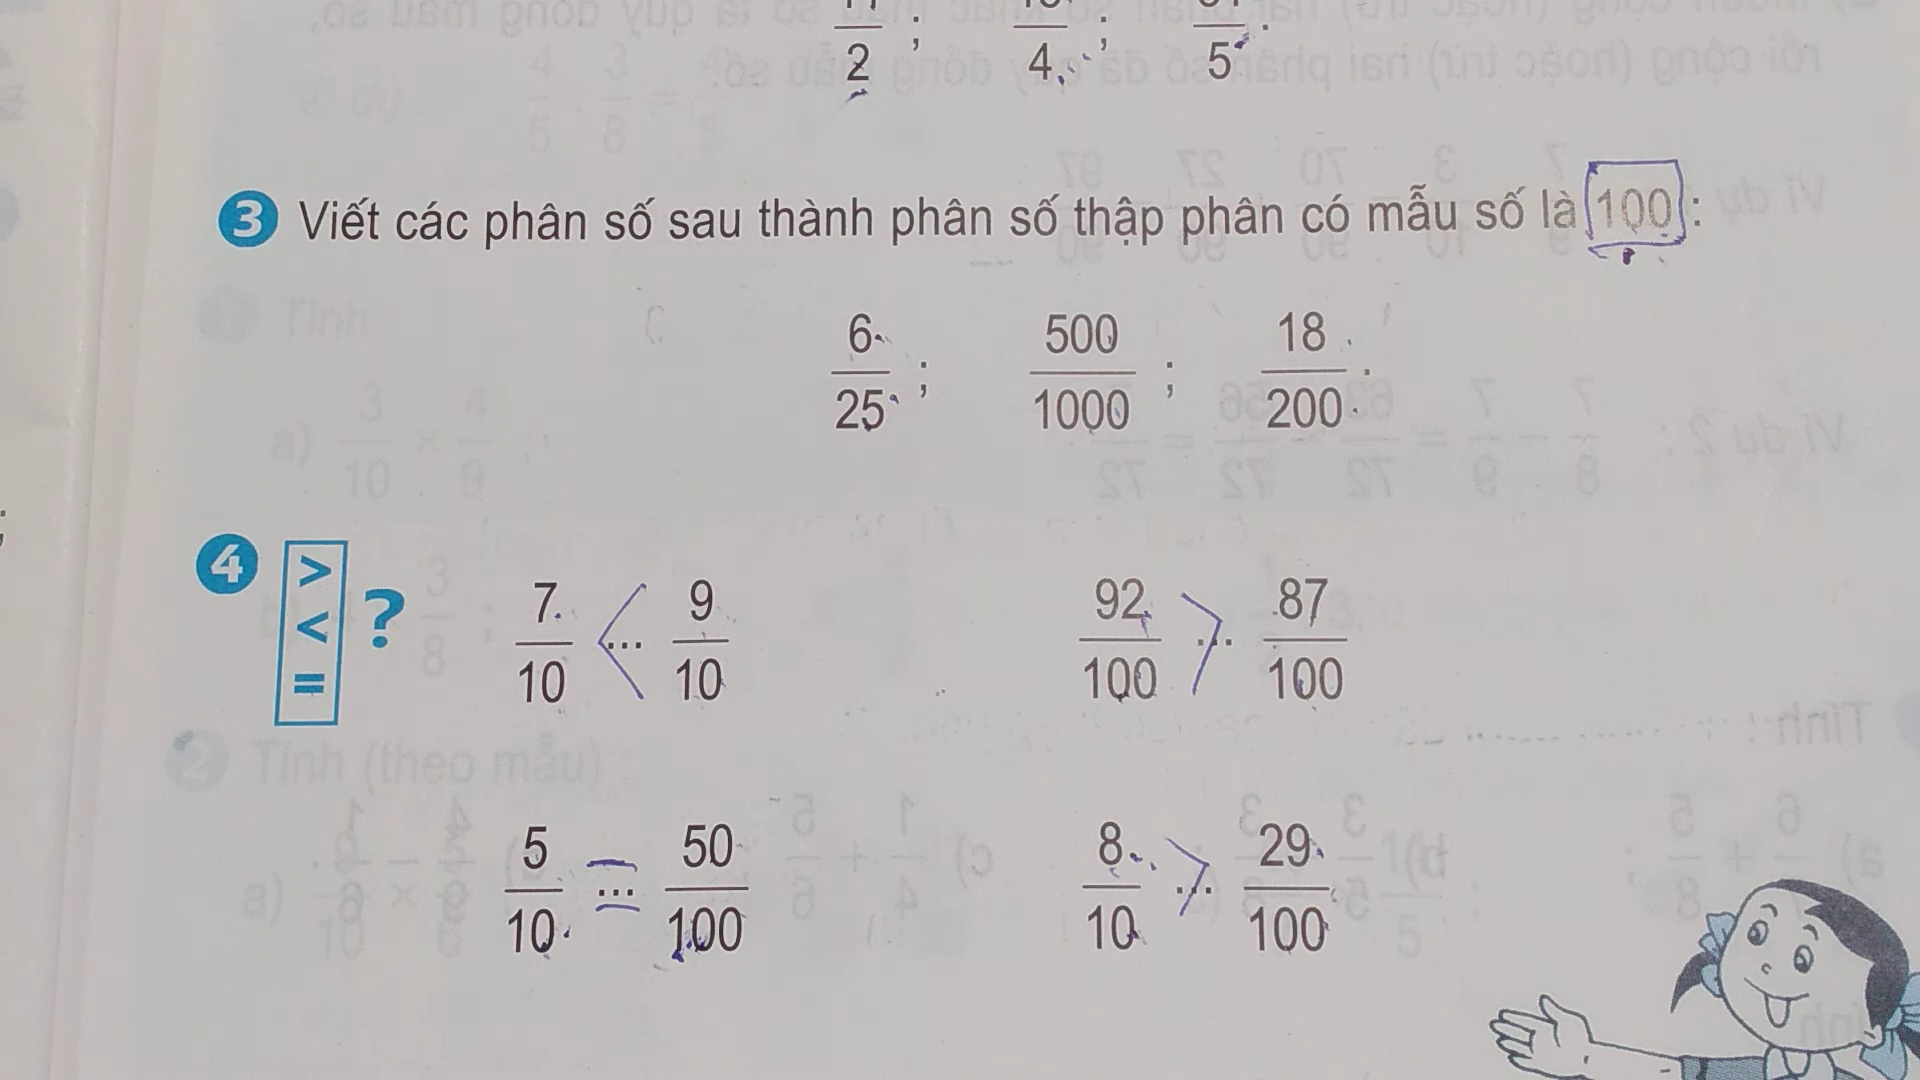 2 ; 4 ; 5 .
3 Viết các phân số sau thành phân số thập phân có mẫu số là 100 :
6/25 ; 500/1000 ; 18/200 .
4 > < = ? 7/10 < ... 9/10 92/100 > ... 87/100
5/10 = ... 50/100 8/10 > ... 29/100